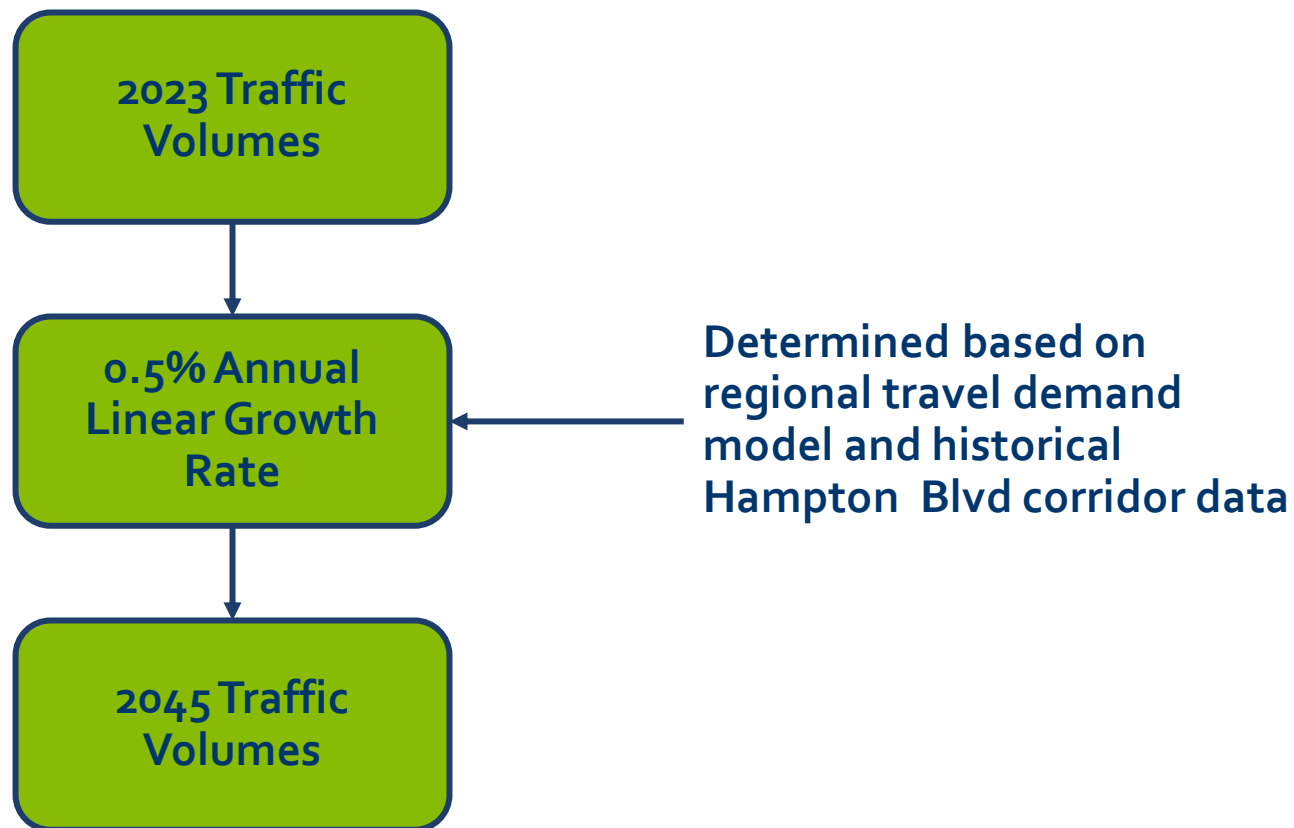 2023 Traffic
Volumes
0.5% Annual
Linear Growth
Rate
Determined based on
regional travel demand
model and historical
Hampton  Blvd corridor data
2045 Traffic
Volumes